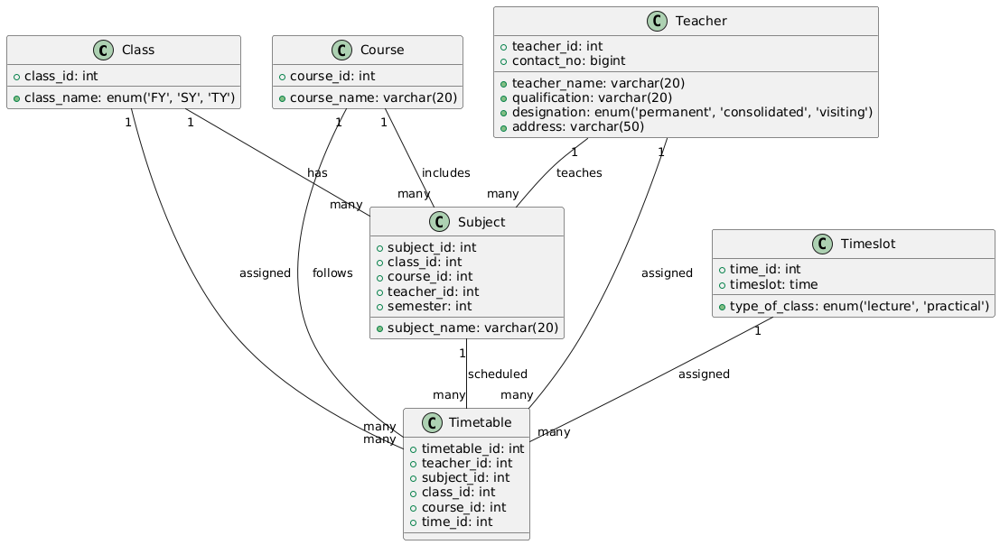 C Class
+ class_id: int
class_name: enum('FY', 'SY', 'TY')
C Course
course_id: int
course_name: varchar(20)
C Teacher
teacher_id: int
contact_no: bigint
teacher_name: varchar(20)
qualification: varchar(20)
designation: enum('permanent', 'consolidated', 'visiting')
address: varchar(50)
1
1
1
1
1
1
has
includes
teaches
many
many
many
C Subject
subject_id: int
class_id: int
course_id: int
teacher_id: int
semester: int
subject_name: varchar(20)
C Timeslot
time_id: int
timeslot: time
type_of_class: enum('lecture', 'practical')
assigned
follows
assigned
1
1
scheduled
assigned
many
many
many
many
many
C Timetable
timetable_id: int
teacher_id: int
subject_id: int
class_id: int
course_id: int
time_id: int